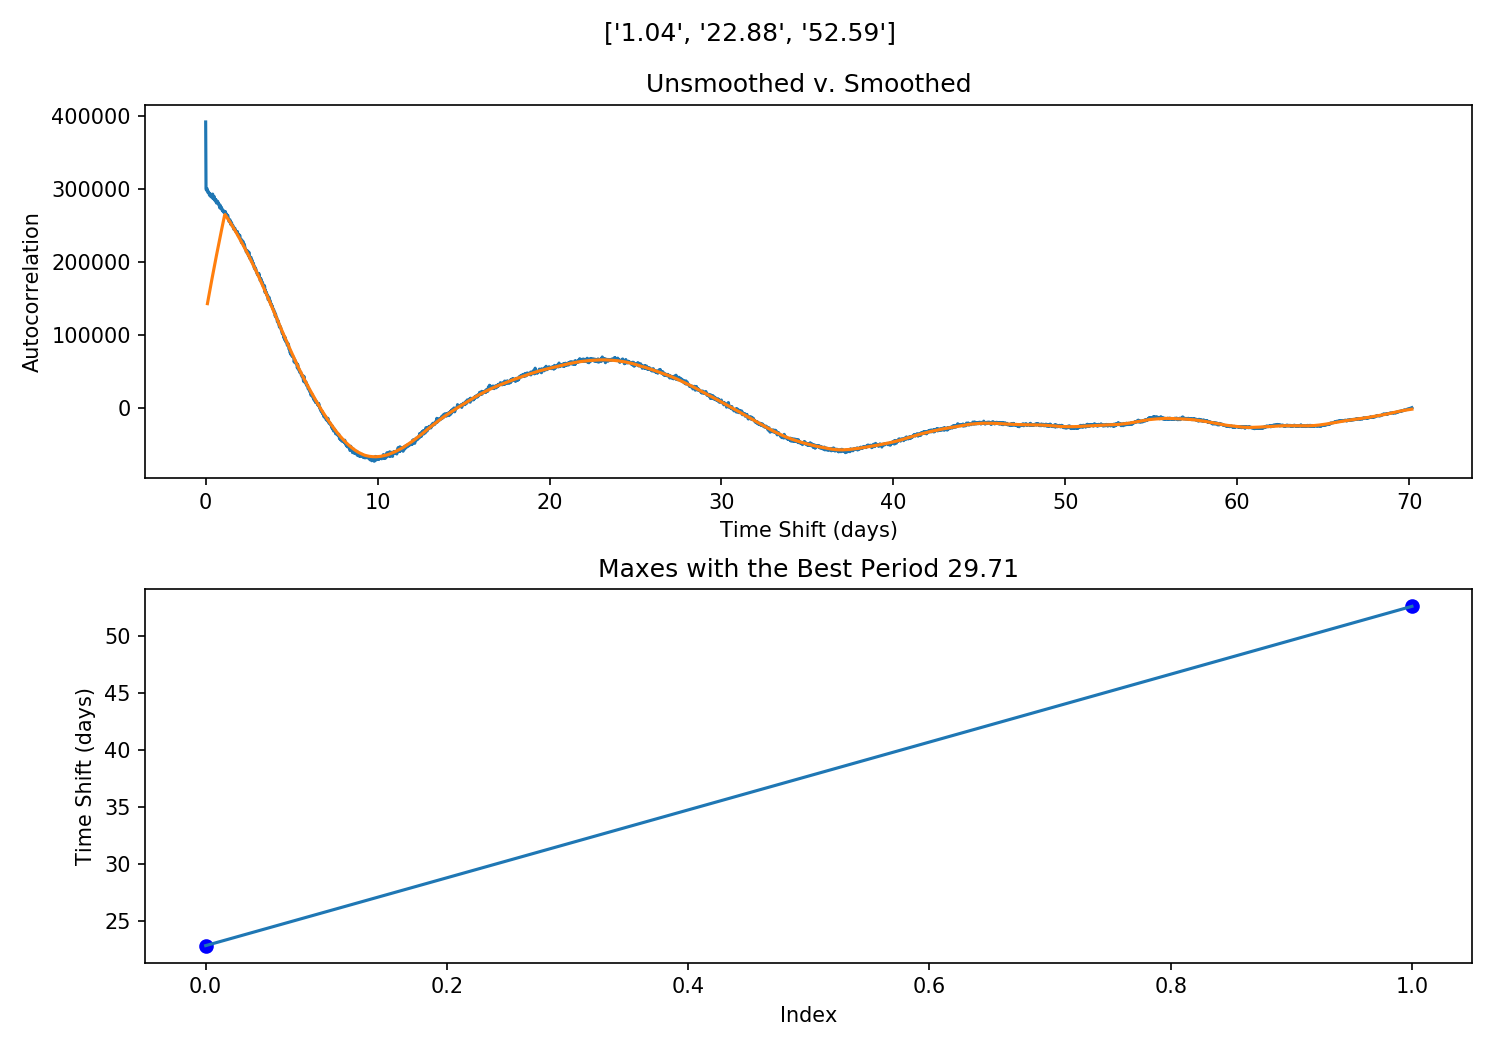 ['1.04', '22.88', '52.59']
Unsmoothed v. Smoothed
400000
300000
200000
100000
0
Autocorrelation
0 10 20 30 40 50 60 70
Time Shift (days)
Maxes with the Best Period 29.71
50
45
40
35
30
25
Time Shift (days)
0.0 0.2 0.4 0.6 0.8 1.0
Index